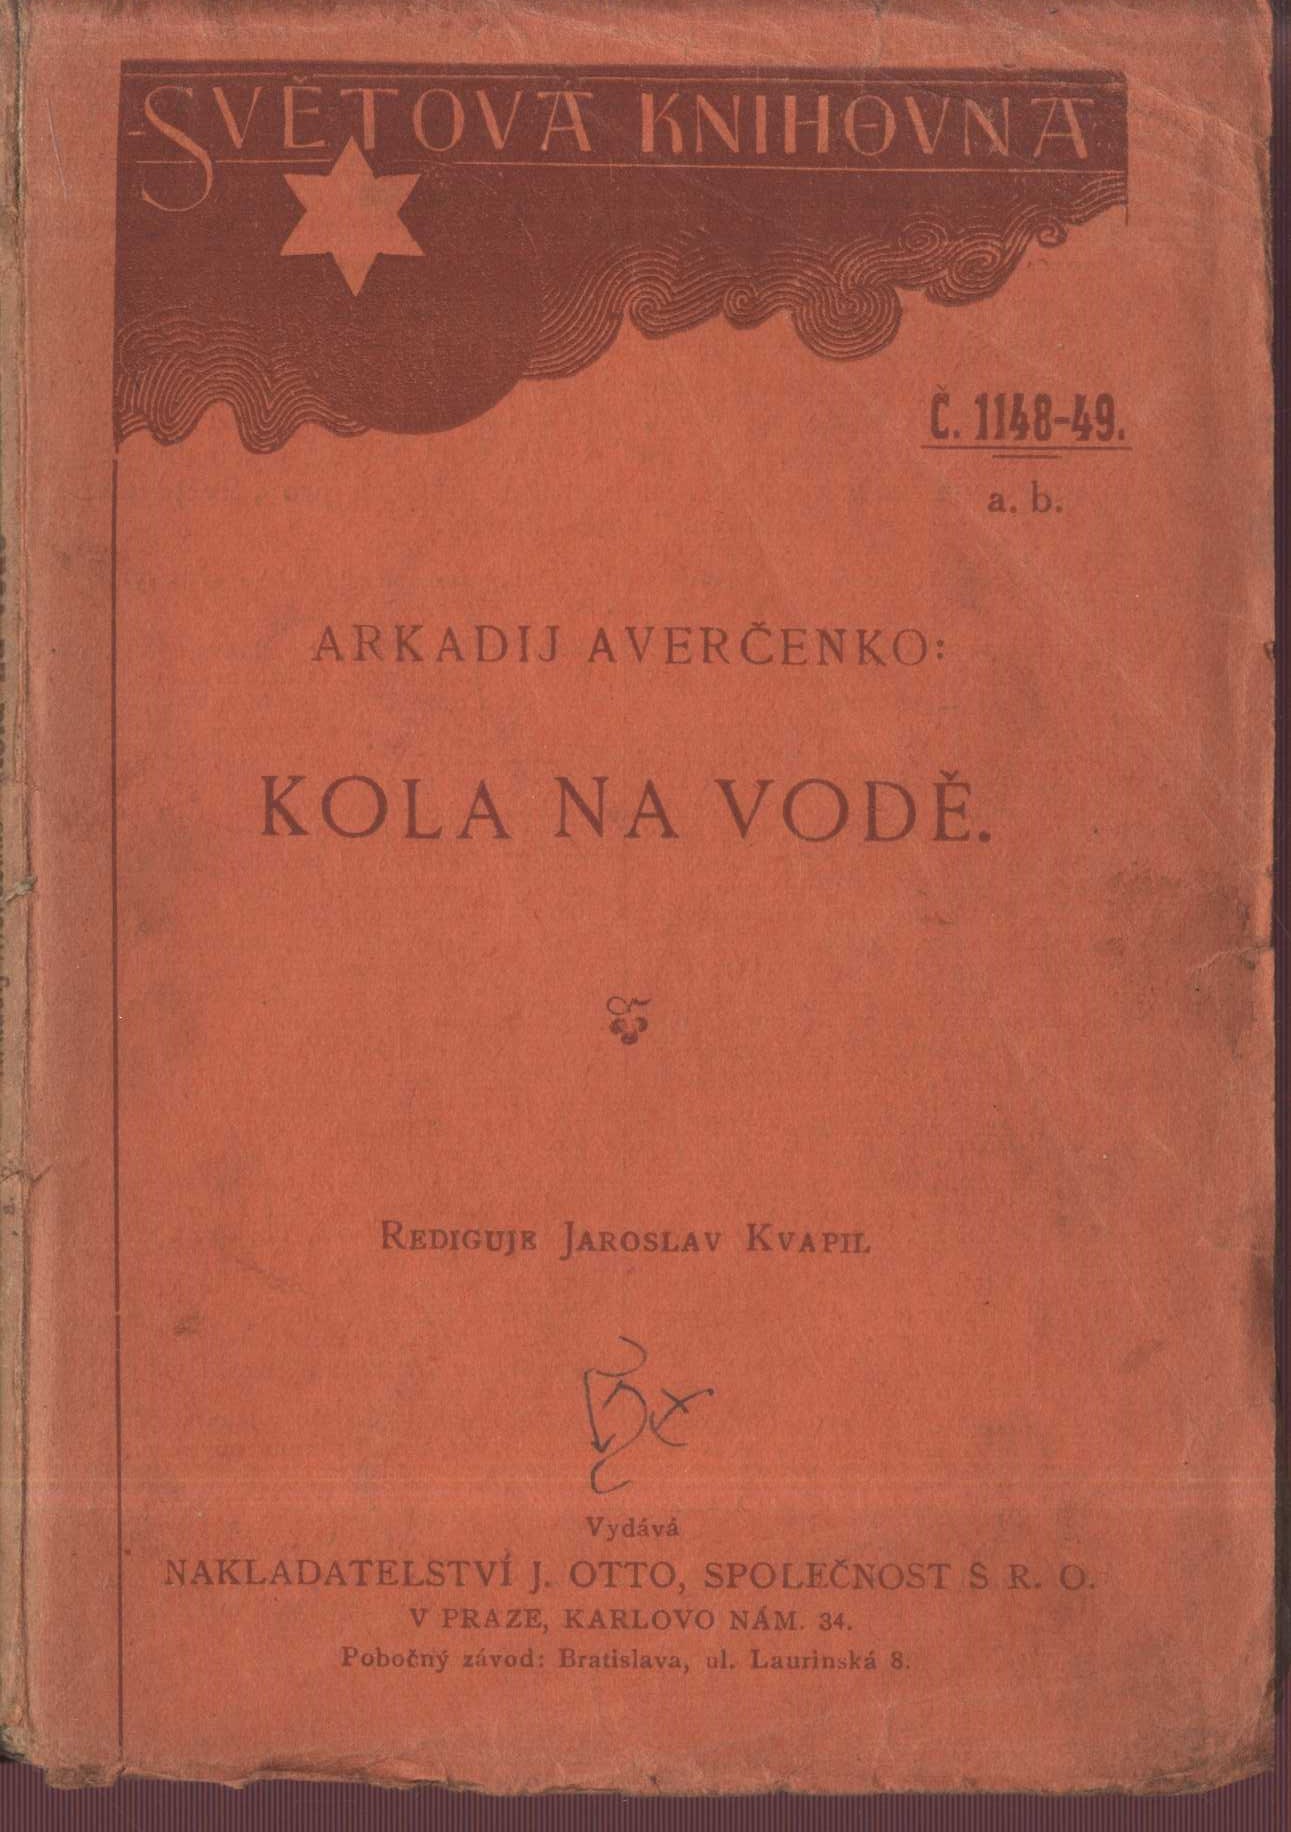 SVĚTOVÁ KNIHOVNA
Č. 1148-49.
a. b.
ARKADIJ AVERČENKO:
KOLA NA VODĚ.
REDIGUJE JAROSLAV KVAPIL
Vydává
NAKLADATELSTVÍ J. OTTO, SPOLEČNOST S R. O.
V PRAZE, KARLOVO NÁM. 34.
Pobočný závod: Bratislava, ul. Laurinská 8.